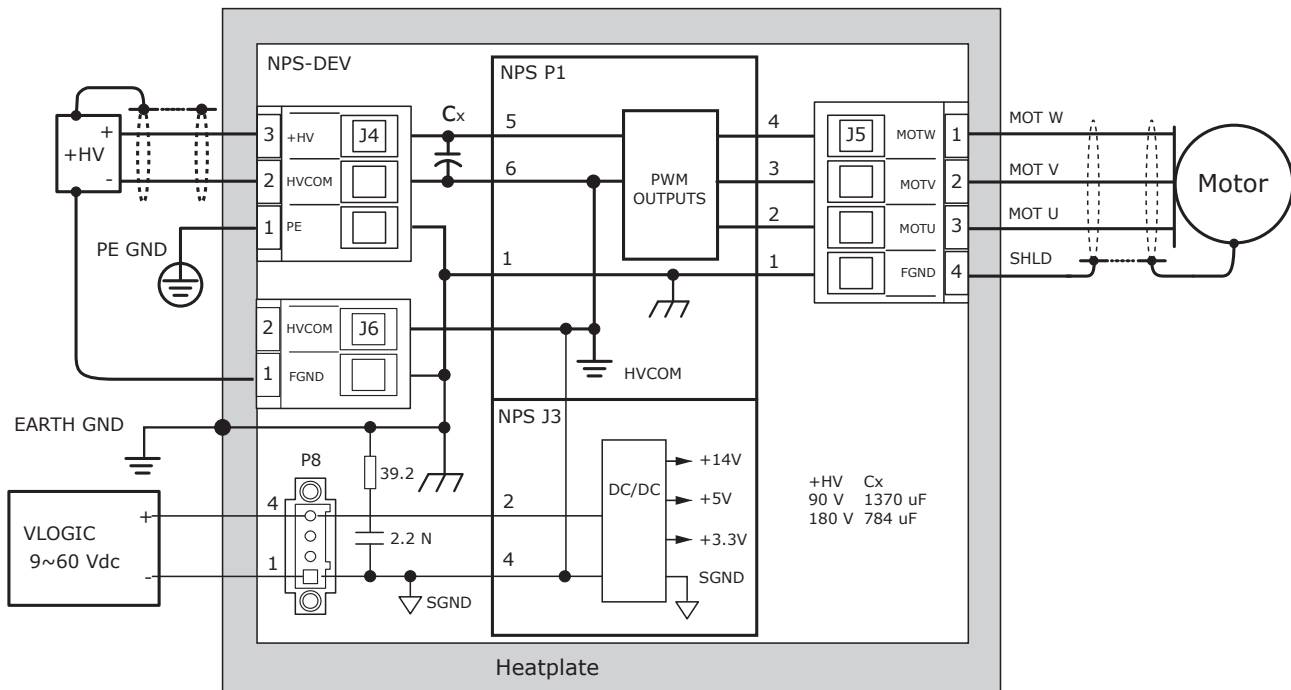 NPS-DEV
NPS P1
+HV
+
-
PE GND
3 +HV J4
2 HVCOM
1 PE
Cx
5
6
1
PWM
OUTPUTS
4
3
2
1
J5 MOTW 1
MOTV 2
MOTU 3
FGND 4
MOT W
MOT V
MOT U
SHLD
Motor
2 HVCOM J6
1 FGND
HVCOM
EARTH GND
VLOGIC
9~60 Vdc
+
-
P8
4
1
39.2
2.2 N
SGND
NPS J3
2
4
DC/DC
+14V
+5V
+3.3V
SGND
+HV Cx
90 V 1370 uF
180 V 784 uF
Heatplate